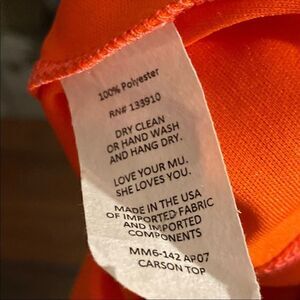 100% Polyester
RN# 133910
DRY CLEAN
OR HAND WASH
AND HANG DRY.
LOVE YOUR MU.
SHE LOVES YOU.
MADE IN THE USA
OF IMPORTED FABRIC
AND IMPORTED
COMPONENTS
MM6-142 AP07
CARSON TOP